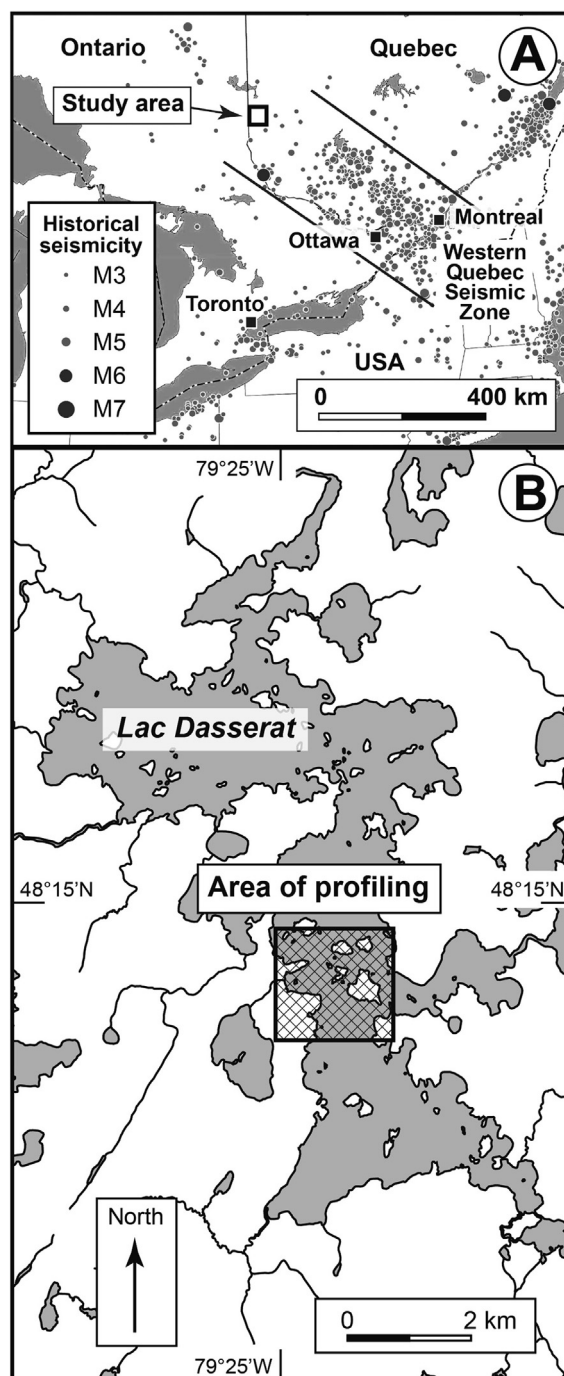 Ontario
Quebec
A
Study area
Historical
seismicity
M3
M4
M5
M6
M7
Montreal
Ottawa
Western
Quebec
Seismic
Zone
Toronto
USA
0 400 km
79°25'W
B
Lac Dasserat
Area of profiling
48°15'N 48°15'N
North
0 2 km
79°25'W